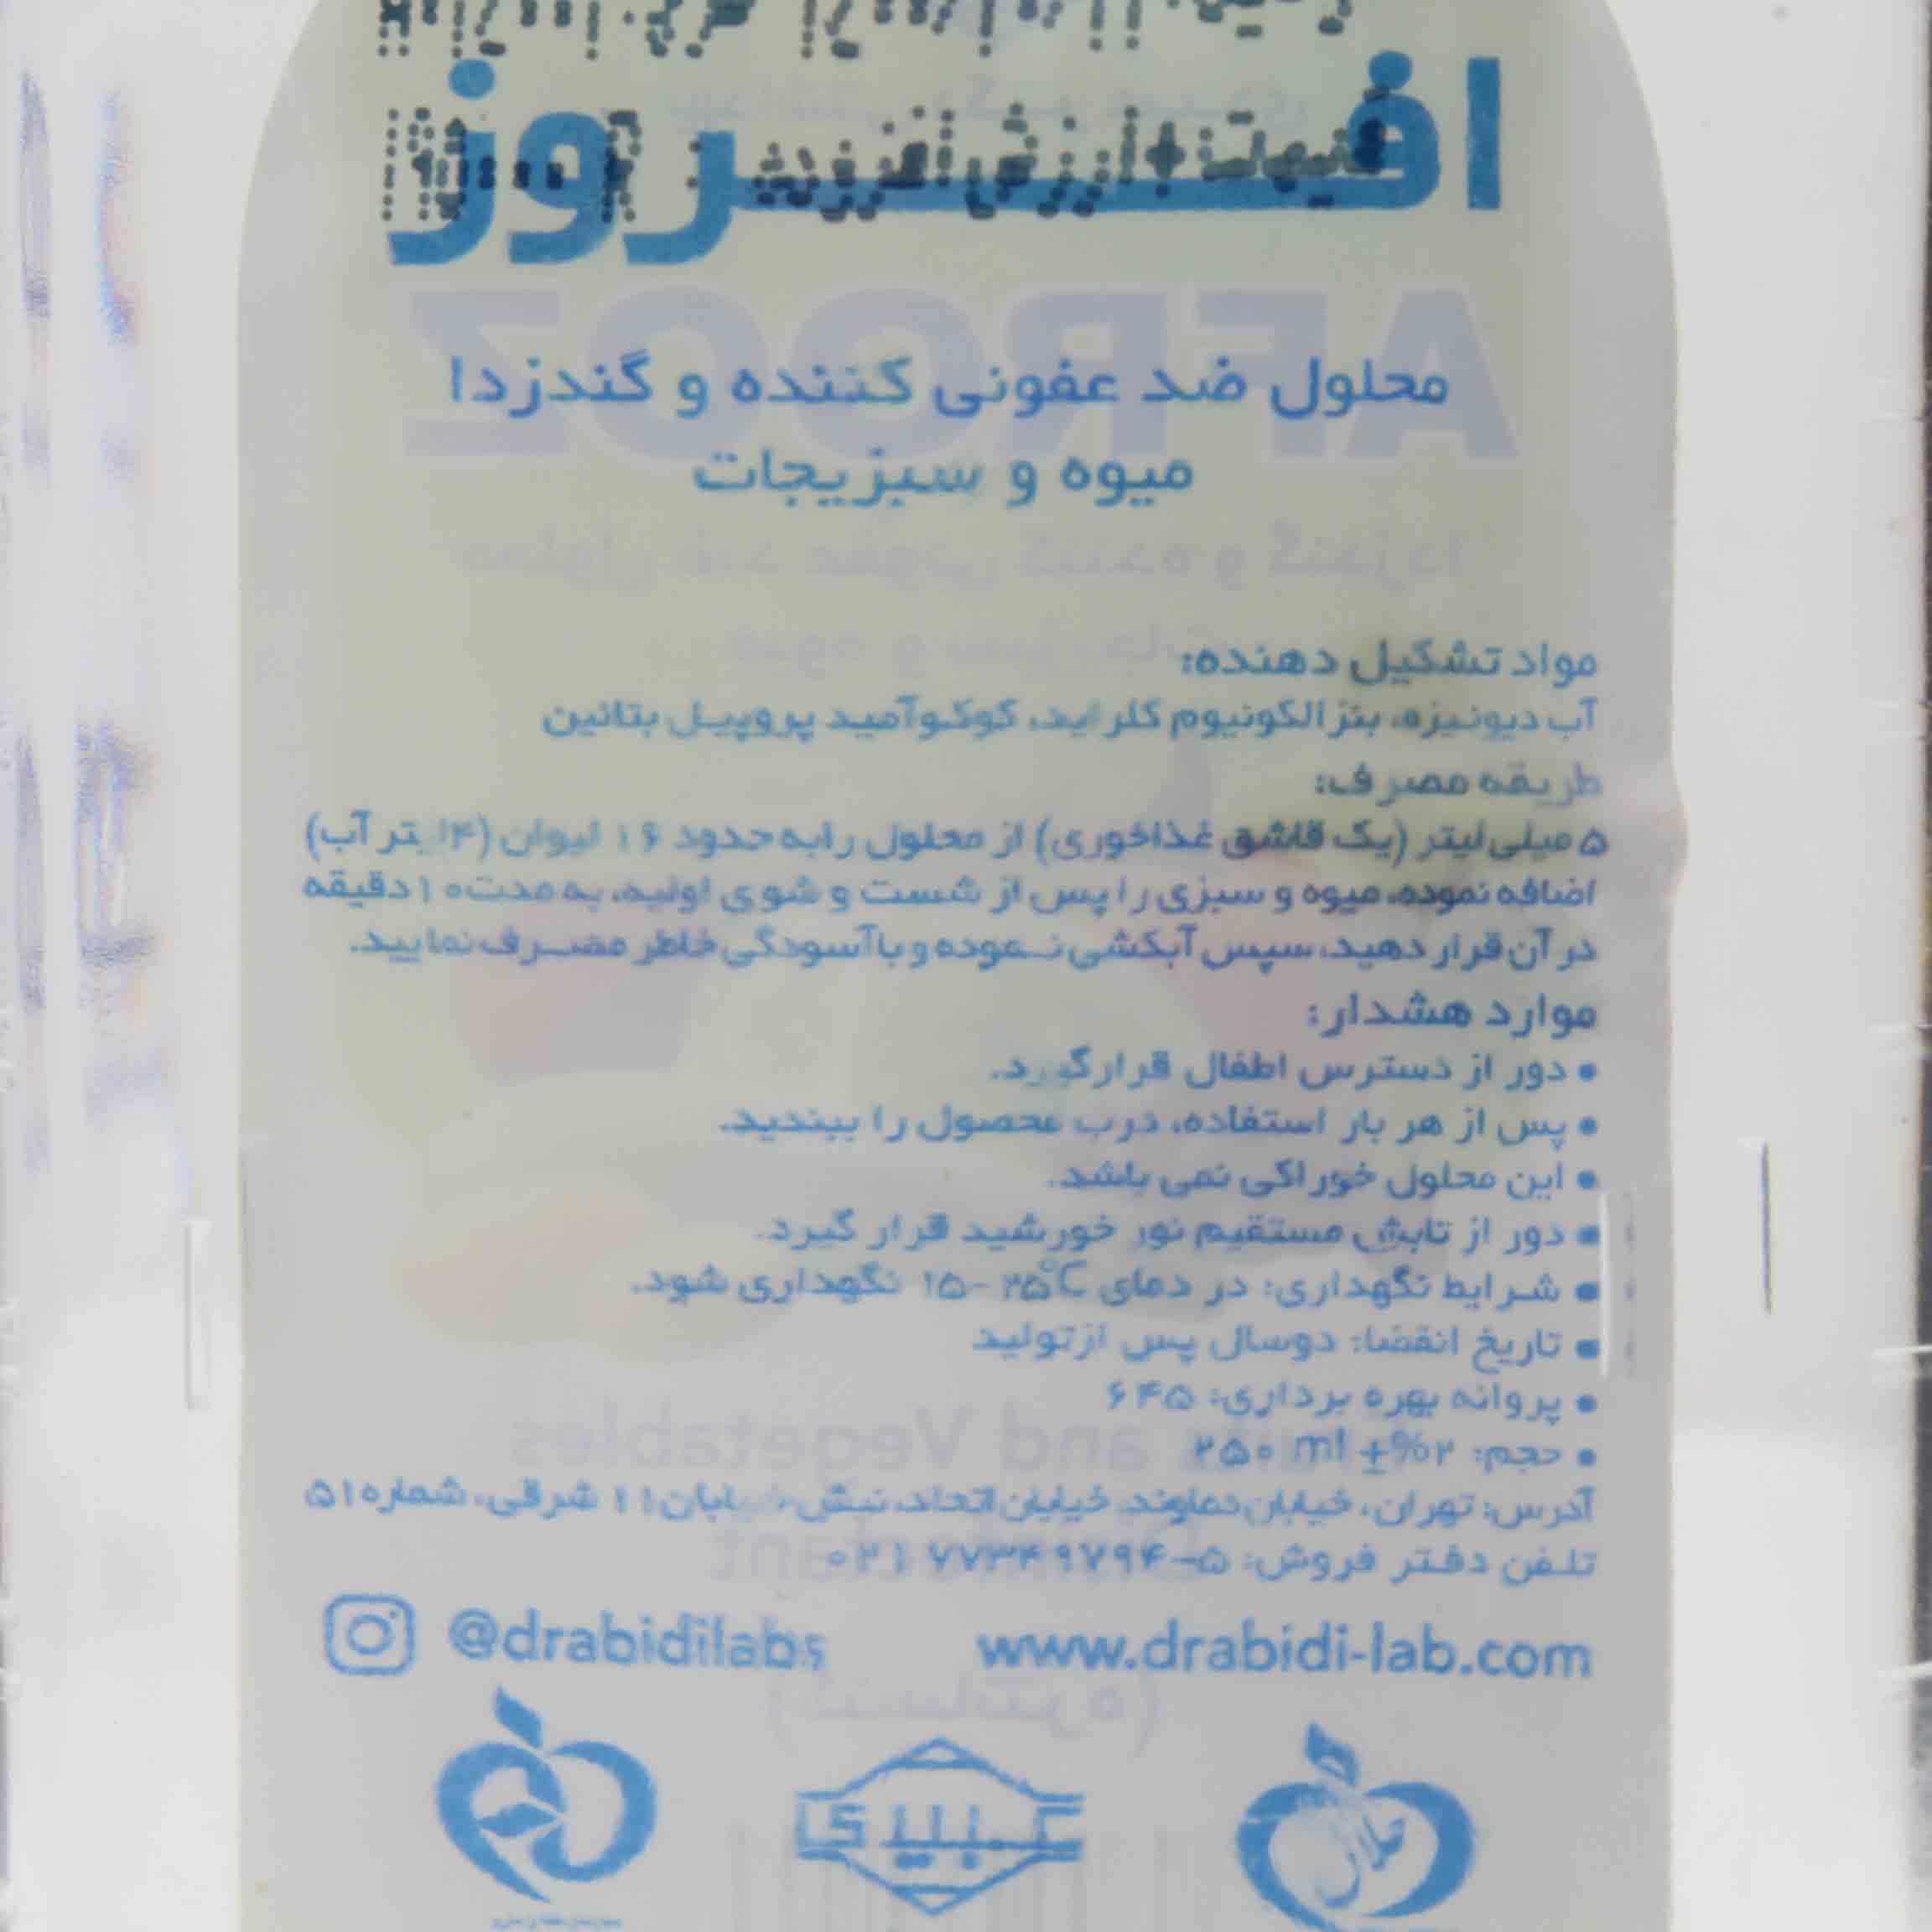 افروز
قیمت+ارزش افزوده:
محلول ضد عفونی کننده و گندزدا
میوه و سبزیجات
مواد تشکیل دهنده:
آب دیونیزه، بنزالکونیوم کلراید، کوکوآمید پروپیل بتائین
طریقه مصرف:
۵ میلی‌لیتر (یک قاشق غذاخوری) از محلول را به حدود ۱۶ لیوان (۴ لیتر آب)
اضافه نموده، میوه و سبزی را پس از شست و شوی اولیه، به مدت ۱۰ دقیقه
در آن قرار دهید، سپس آبکشی نموده و با آسودگی خاطر مصرف نمایید.
موارد هشدار:
• دور از دسترس اطفال قرار گیرد.
• پس از هر بار استفاده، درب محصول را ببندید.
• این محلول خوراکی نمی باشد.
• دور از تابش مستقیم نور خورشید قرار گیرد.
• شرایط نگهداری: در دمای ۱۵- ۲۵°C نگهداری شود.
• تاریخ انقضا: دوسال پس از تولید
• پروانه بهره برداری: ۶۴۵
• حجم: ۲۵۰ ml ±%۲
آدرس: تهران، خیابان دماوند، خیابان اتحاد، نبش خیابان ۱۱ شرقی، شماره ۵۱
تلفن دفتر فروش: ۵-۷۷۳۴۹۷۹۴ ۰۲۱
@drabidilabs www.drabidi-lab.com
عبیدی
حلال